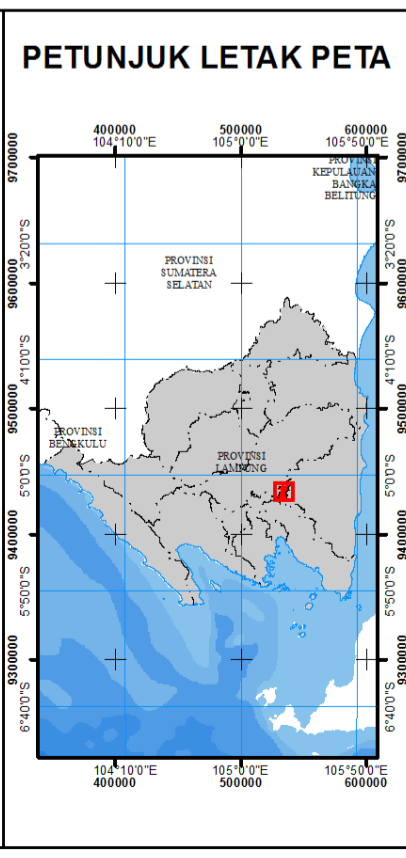 PETUNJUK LETAK PETA
400000 500000 600000
104°10'0"E 105°0'0"E 105°50'0"E
9700000
PROVINSI
KEPULAUAN
BANGKA
BELITUNG
3°20'0"S 3°20'0"S
PROVINSI
SUMATERA
SELATAN
9600000 9600000
4°10'0"S 4°10'0"S
9500000 9500000
PROVINSI
BENGKULU
PROVINSI
LAMPUNG
5°0'0"S 5°0'0"S
9400000 9400000
5°50'0"S 5°50'0"S
9300000 9300000
6°40'0"S 6°40'0"S
104°10'0"E 105°0'0"E 105°50'0"E
400000 500000 600000